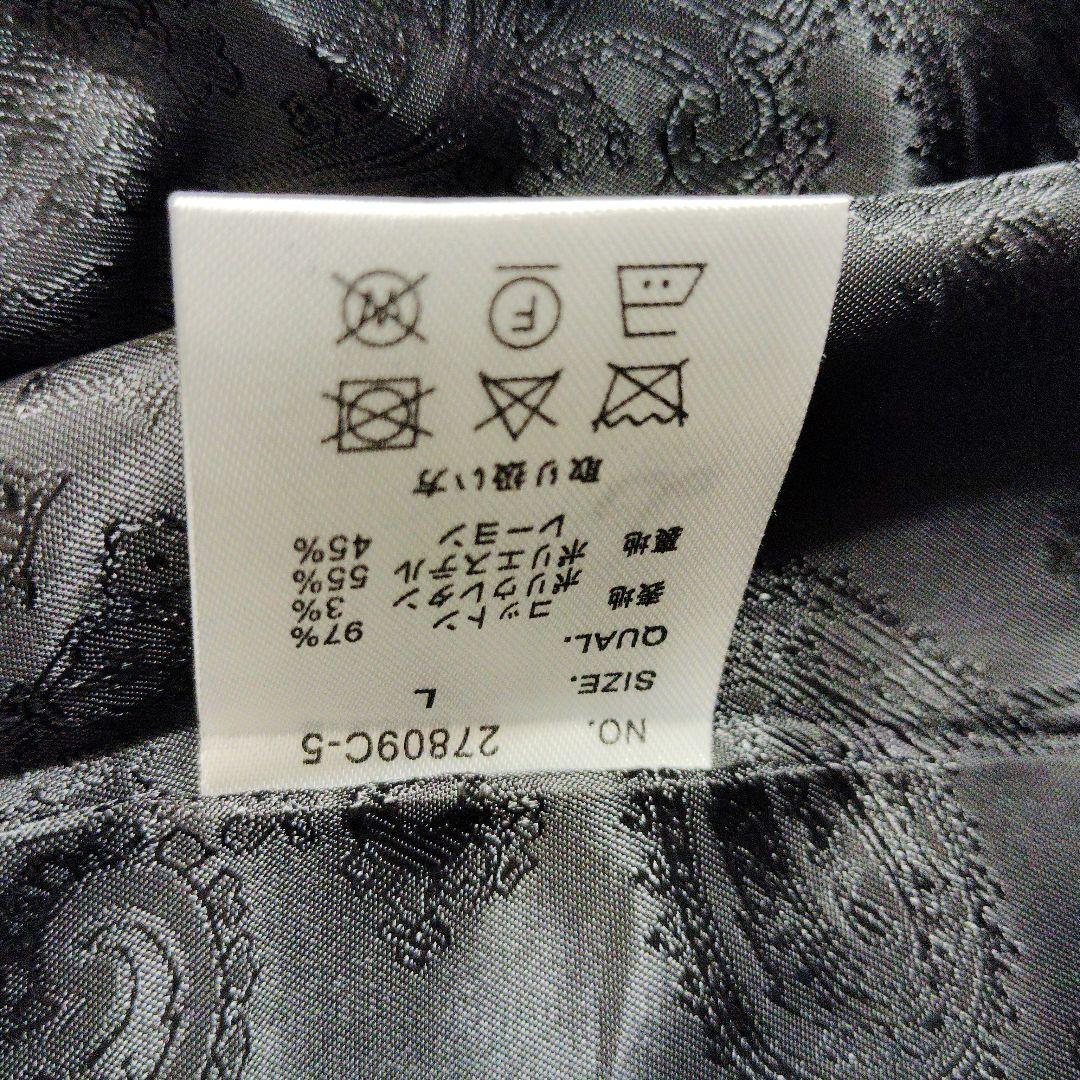 NO. 27809C-5
SIZE. L
QUAL.
表地 コットン 97%
ポリウレタン 3%
裏地 ポリエステル 55%
レーヨン 45%
取り扱い方
F
W